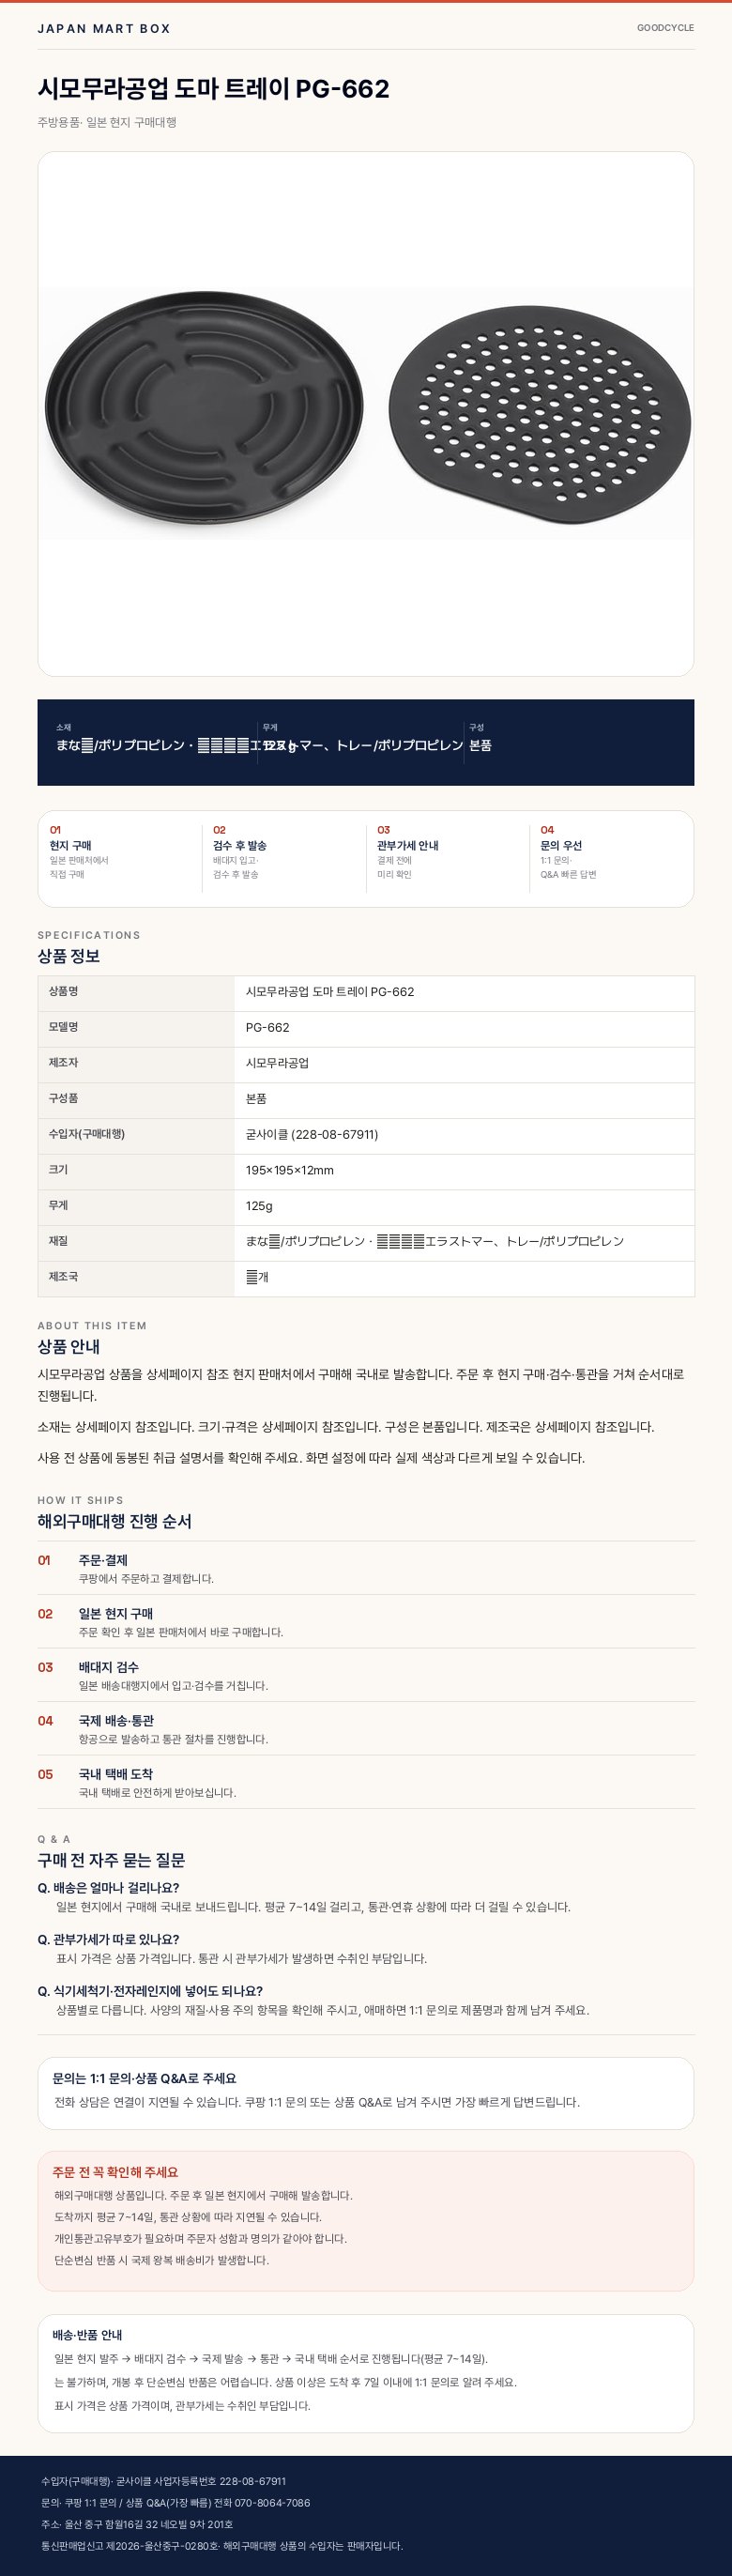 JAPAN MART BOX
GOODCYCLE
시모무라공업 도마 트레이 PG-662
주방용품· 일본 현지 구매대행
소재
まな /ポリプロピレン・ エラストマー、トレー/ポリプロピレン
무게
125g
구성
본품
01
현지 구매
일본 판매처에서
직접 구매
02
검수 후 발송
배대지 입고·
검수 후 발송
03
관부가세 안내
결제 전에
미리 확인
04
문의 우선
1:1 문의·
Q&A 빠른 답변
SPECIFICATIONS
상품 정보
상품명 시모무라공업 도마 트레이 PG-662
모델명 PG-662
제조자 시모무라공업
구성품 본품
수입자(구매대행) 굳사이클 (228-08-67911)
크기 195×195×12mm
무게 125g
재질 まな /ポリプロピレン・ エラストマー、トレー/ポリプロピレン
제조국 개
ABOUT THIS ITEM
상품 안내
시모무라공업 상품을 상세페이지 참조 현지 판매처에서 구매해 국내로 발송합니다. 주문 후 현지 구매·검수·통관을 거쳐 순서대로
진행됩니다.
소재는 상세페이지 참조입니다. 크기·규격은 상세페이지 참조입니다. 구성은 본품입니다. 제조국은 상세페이지 참조입니다.
사용 전 상품에 동봉된 취급 설명서를 확인해 주세요. 화면 설정에 따라 실제 색상과 다르게 보일 수 있습니다.
HOW IT SHIPS
해외구매대행 진행 순서
01 주문·결제
쿠팡에서 주문하고 결제합니다.
02 일본 현지 구매
주문 확인 후 일본 판매처에서 바로 구매합니다.
03 배대지 검수
일본 배송대행지에서 입고·검수를 거칩니다.
04 국제 배송·통관
항공으로 발송하고 통관 절차를 진행합니다.
05 국내 택배 도착
국내 택배로 안전하게 받아보십니다.
Q & A
구매 전 자주 묻는 질문
Q. 배송은 얼마나 걸리나요?
일본 현지에서 구매해 국내로 보내드립니다. 평균 7~14일 걸리고, 통관·연휴 상황에 따라 더 걸릴 수 있습니다.
Q. 관부가세가 따로 있나요?
표시 가격은 상품 가격입니다. 통관 시 관부가세가 발생하면 수취인 부담입니다.
Q. 식기세척기·전자레인지에 넣어도 되나요?
상품별로 다릅니다. 사양의 재질·사용 주의 항목을 확인해 주시고, 애매하면 1:1 문의로 제품명과 함께 남겨 주세요.
문의는 1:1 문의·상품 Q&A로 주세요
전화 상담은 연결이 지연될 수 있습니다. 쿠팡 1:1 문의 또는 상품 Q&A로 남겨 주시면 가장 빠르게 답변드립니다.
주문 전 꼭 확인해 주세요
해외구매대행 상품입니다. 주문 후 일본 현지에서 구매해 발송합니다.
도착까지 평균 7~14일, 통관 상황에 따라 지연될 수 있습니다.
개인통관고유부호가 필요하며 주문자 성함과 명의가 같아야 합니다.
단순변심 반품 시 국제 왕복 배송비가 발생합니다.
배송·반품 안내
일본 현지 발주 → 배대지 검수 → 국제 발송 → 통관 → 국내 택배 순서로 진행됩니다(평균 7~14일).
는 불가하며, 개봉 후 단순변심 반품은 어렵습니다. 상품 이상은 도착 후 7일 이내에 1:1 문의로 알려 주세요.
표시 가격은 상품 가격이며, 관부가세는 수취인 부담입니다.
수입자(구매대행)· 굳사이클 사업자등록번호 228-08-67911
문의· 쿠팡 1:1 문의 / 상품 Q&A(가장 빠름) 전화 070-8064-7086
주소· 울산 중구 함월16길 32 네오빌 9차 201호
통신판매업신고 제2026-울산중구-0280호· 해외구매대행 상품의 수입자는 판매자입니다.